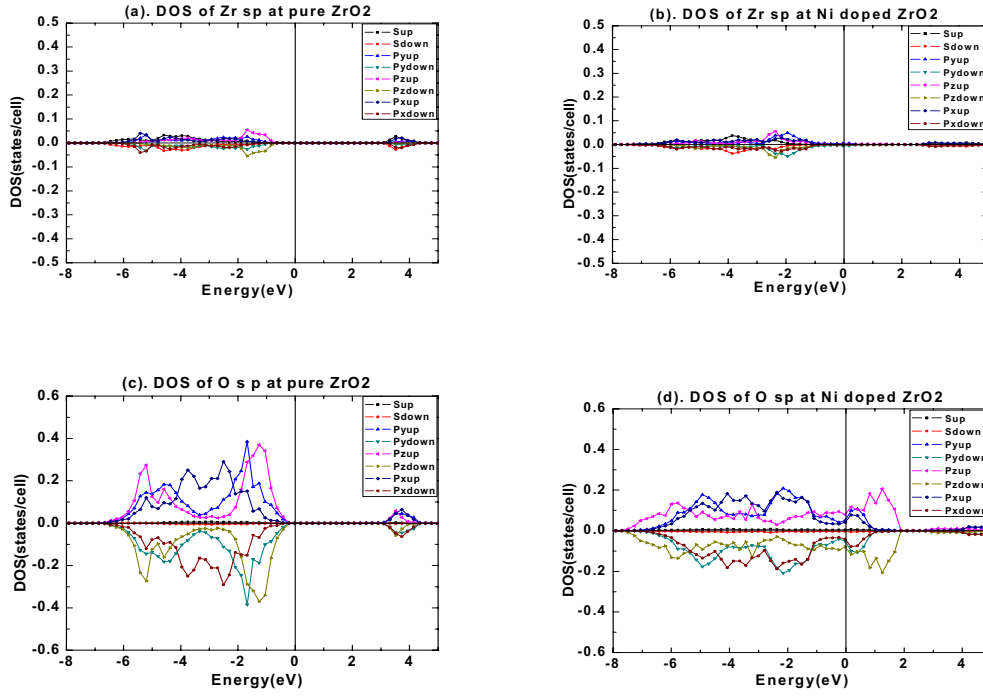 (a). DOS of Zr sp at pure ZrO2
0.5
0.4
0.3
0.2
0.1
0.0
-0.1
-0.2
-0.3
-0.4
-0.5
DOS(states/cell)
Sup
Sdown
Pyup
Pydown
Pzup
Pzdown
Pxup
Pxdown
-8 -6 -4 -2 0 2 4
Energy(eV)
(b). DOS of Zr sp at Ni doped ZrO2
0.5
0.4
0.3
0.2
0.1
0.0
-0.1
-0.2
-0.3
-0.4
-0.5
DOS(states/cell)
Sup
Sdown
Pyup
Pydown
Pzup
Pzdown
Pxup
Pxdown
-8 -6 -4 -2 0 2 4
Energy(eV)
(c). DOS of O s p at pure ZrO2
0.6
0.4
0.2
0.0
-0.2
-0.4
-0.6
DOS(states/cell)
Sup
Sdown
Pyup
Pydown
Pzup
Pzdown
Pxup
Pxdown
-8 -6 -4 -2 0 2 4
Energy(eV)
(d). DOS of O sp at Ni doped ZrO2
0.6
0.4
0.2
0.0
-0.2
-0.4
-0.6
DOS(states/cell)
Sup
Sdown
Pyup
Pydown
Pzup
Pzdown
Pxup
Pxdown
-8 -6 -4 -2 0 2 4
Energy(eV)